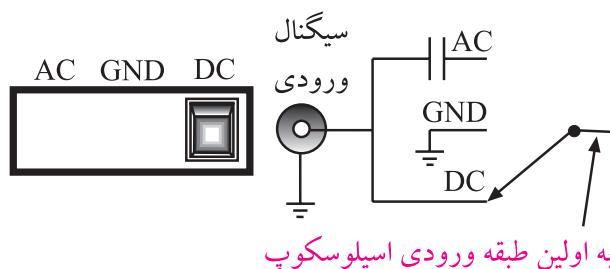 AC GND DC
سیگنال
ورودی
AC
GND
DC
به اولین طبقه ورودی اسیلوسکوپ